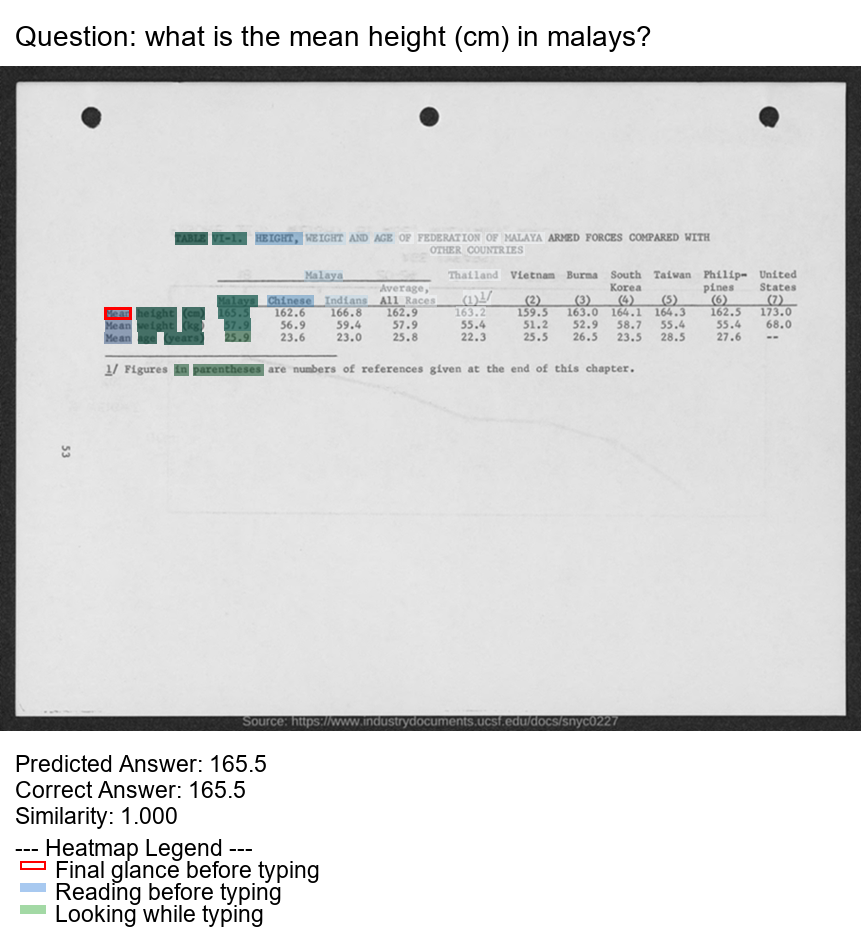 Question: what is the mean height (cm) in malays?
TABLE VI-1. HEIGHT, WEIGHT AND AGE OF FEDERATION OF MALAYA ARMED FORCES COMPARED WITH
OTHER COUNTRIES
Malaya Thailand Vietnam Burma South Taiwan Philip- United
Average, Korea pines States
Malays Chinese Indians All Races (1)1/ (2) (3) (4) (5) (6) (7)
Mean height (cm) 165.5 162.6 166.8 162.9 163.2 159.5 163.0 164.1 164.3 162.5 173.0
Mean weight (kg) 57.9 56.9 59.4 57.9 55.4 51.2 52.9 58.7 55.4 55.4 68.0
Mean age (years) 25.9 23.6 23.0 25.8 22.3 25.5 26.5 23.5 28.5 27.6 --
1/ Figures in parentheses are numbers of references given at the end of this chapter.
53
Source: https://www.industrydocuments.ucsf.edu/docs/snyc0227
Predicted Answer: 165.5
Correct Answer: 165.5
Similarity: 1.000
--- Heatmap Legend ---
Final glance before typing
Reading before typing
Looking while typing